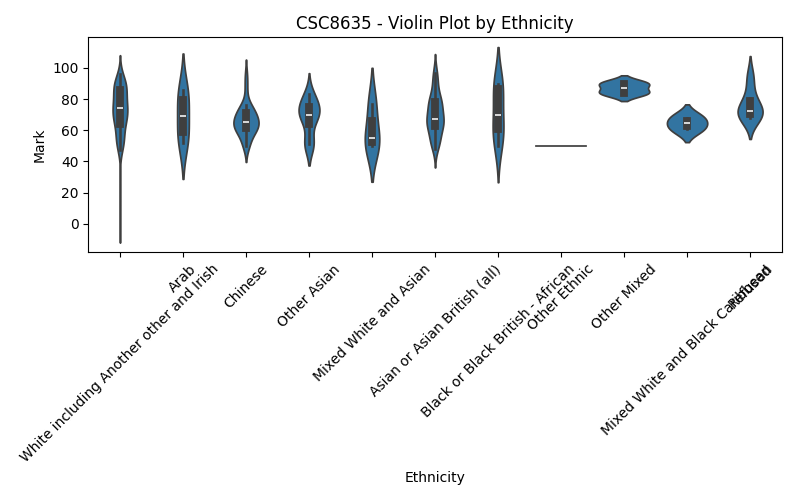 CSC8635 - Violin Plot by Ethnicity
Mark
100
80
60
40
20
0
White including Another other and Irish
Arab
Chinese
Other Asian
Mixed White and Asian
Asian or Asian British (all)
Black or Black British - African
Other Ethnic
Other Mixed
Mixed White and Black Caribbean
Refused
Ethnicity